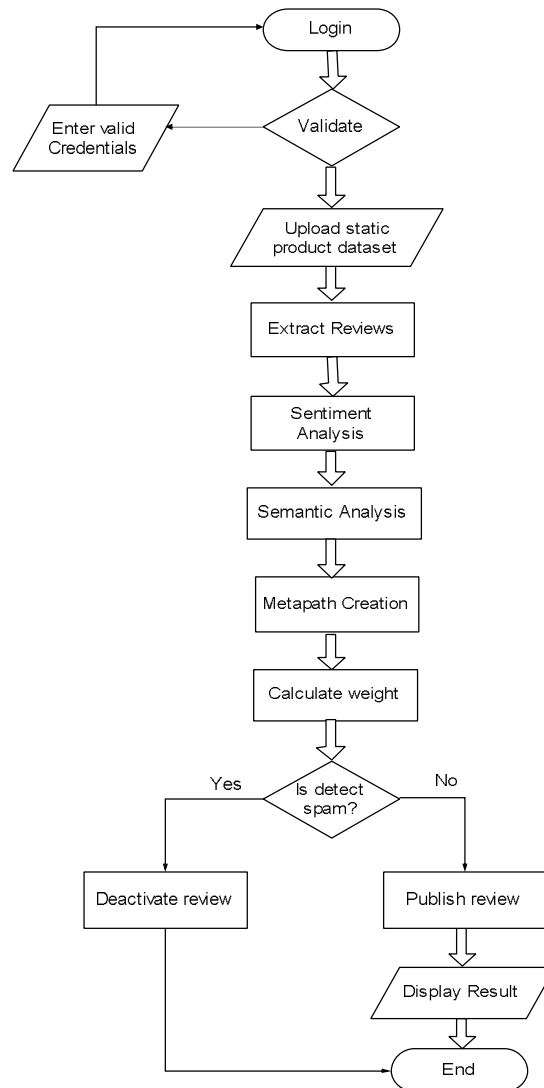 Login
Enter valid
Credentials
Validate
Upload static
product dataset
Extract Reviews
Sentiment
Analysis
Semantic Analysis
Metapath Creation
Calculate weight
Yes
Is detect
spam?
No
Deactivate review
Publish review
Display Result
End